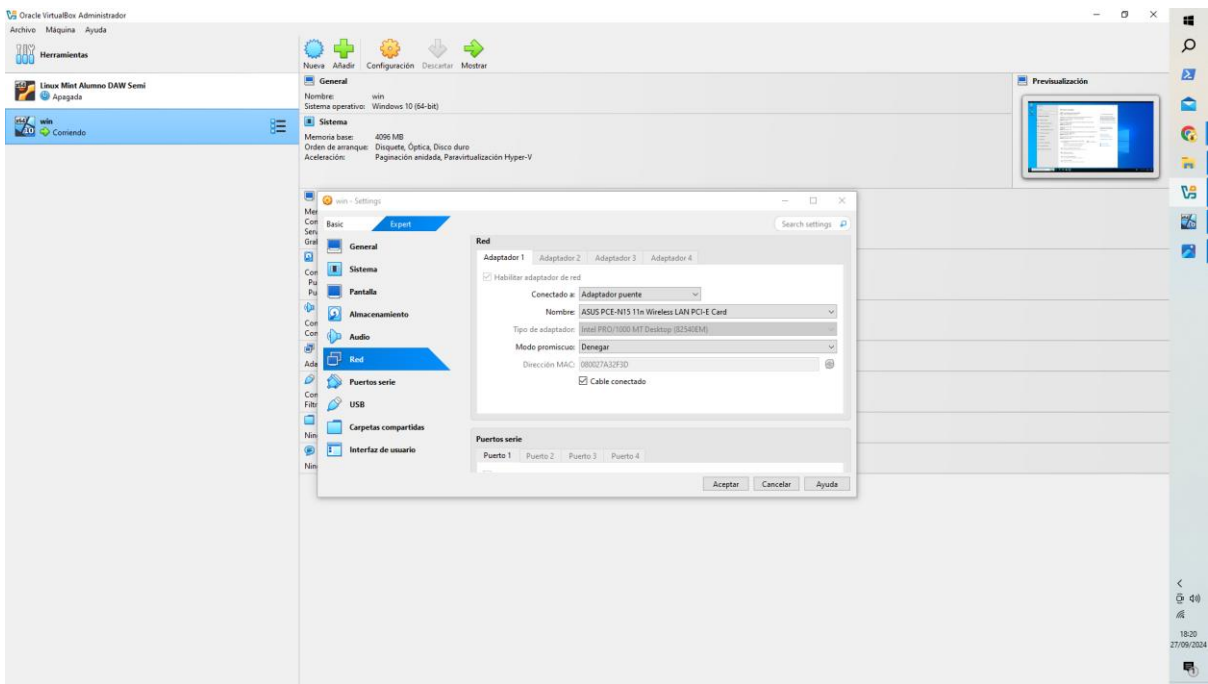 Oracle VirtualBox Administrador
Archivo Máquina Ayuda
Herramientas
Linux Mint Alumno DAW Semi
Apagada
win
Corriendo
Nueva Añadir Configuración Descartar Mostrar
General
Nombre: win
Sistema operativo: Windows 10 (64-bit)
Sistema
Memoria base: 4096 MB
Orden de arranque: Disquete, Óptica, Disco duro
Aceleración: Paginación anidada, Paravirtualización Hyper-V
Previsualización
win - Settings
Basic Expert
Search settings
General
Sistema
Pantalla
Almacenamiento
Audio
Red
Puertos serie
USB
Carpetas compartidas
Interfaz de usuario
Red
Adaptador 1 Adaptador 2 Adaptador 3 Adaptador 4
Habilitar adaptador de red
Conectado a: Adaptador puente
Nombre: ASUS PCE-N15 11n Wireless LAN PCI-E Card
Tipo de adaptador: Intel PRO/1000 MT Desktop (82540EM)
Modo promiscuo: Denegar
Dirección MAC: 080027A32F3D
Cable conectado
Puertos serie
Puerto 1 Puerto 2 Puerto 3 Puerto 4
Aceptar Cancelar Ayuda
18:20
27/09/2024